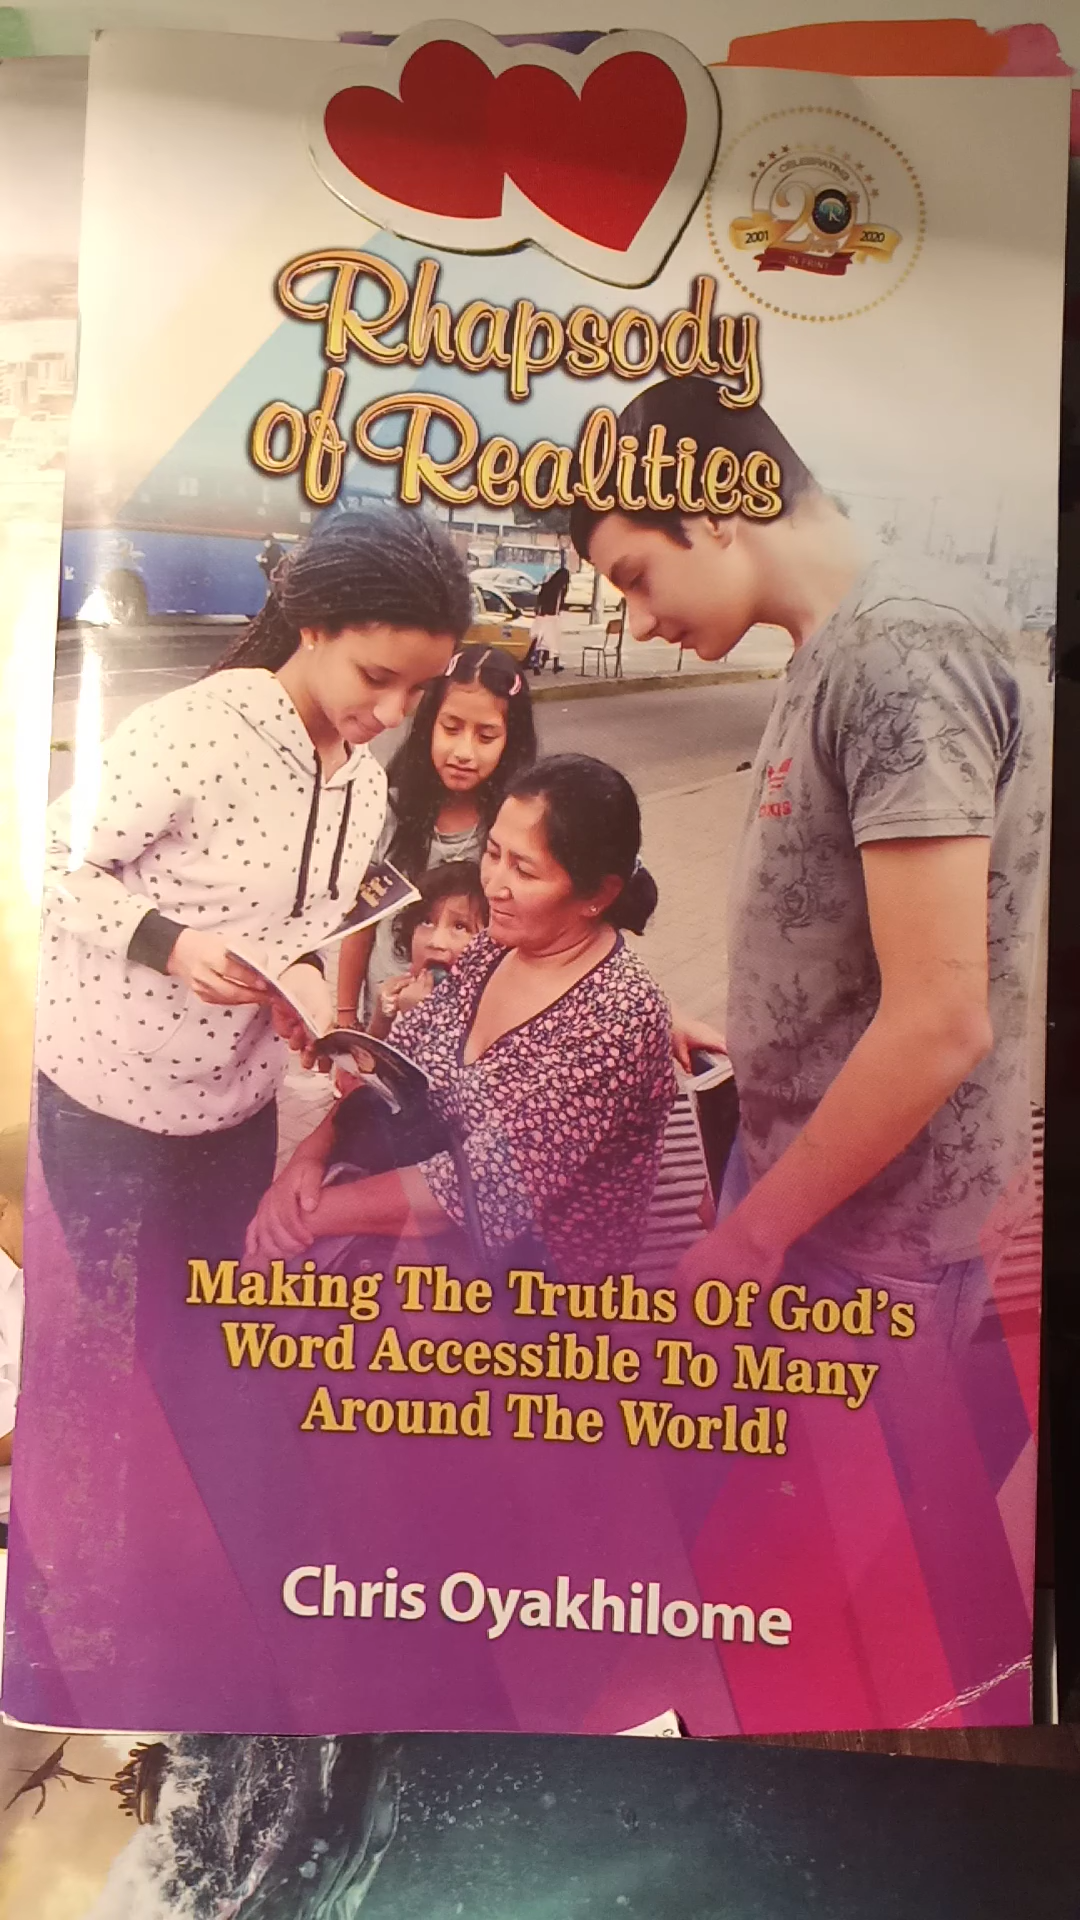 CELEBRATING
20
2001
2020
IN PRINT
Rhapsody
of Realities
Making The Truths Of God's
Word Accessible To Many
Around The World!
Chris Oyakhilome